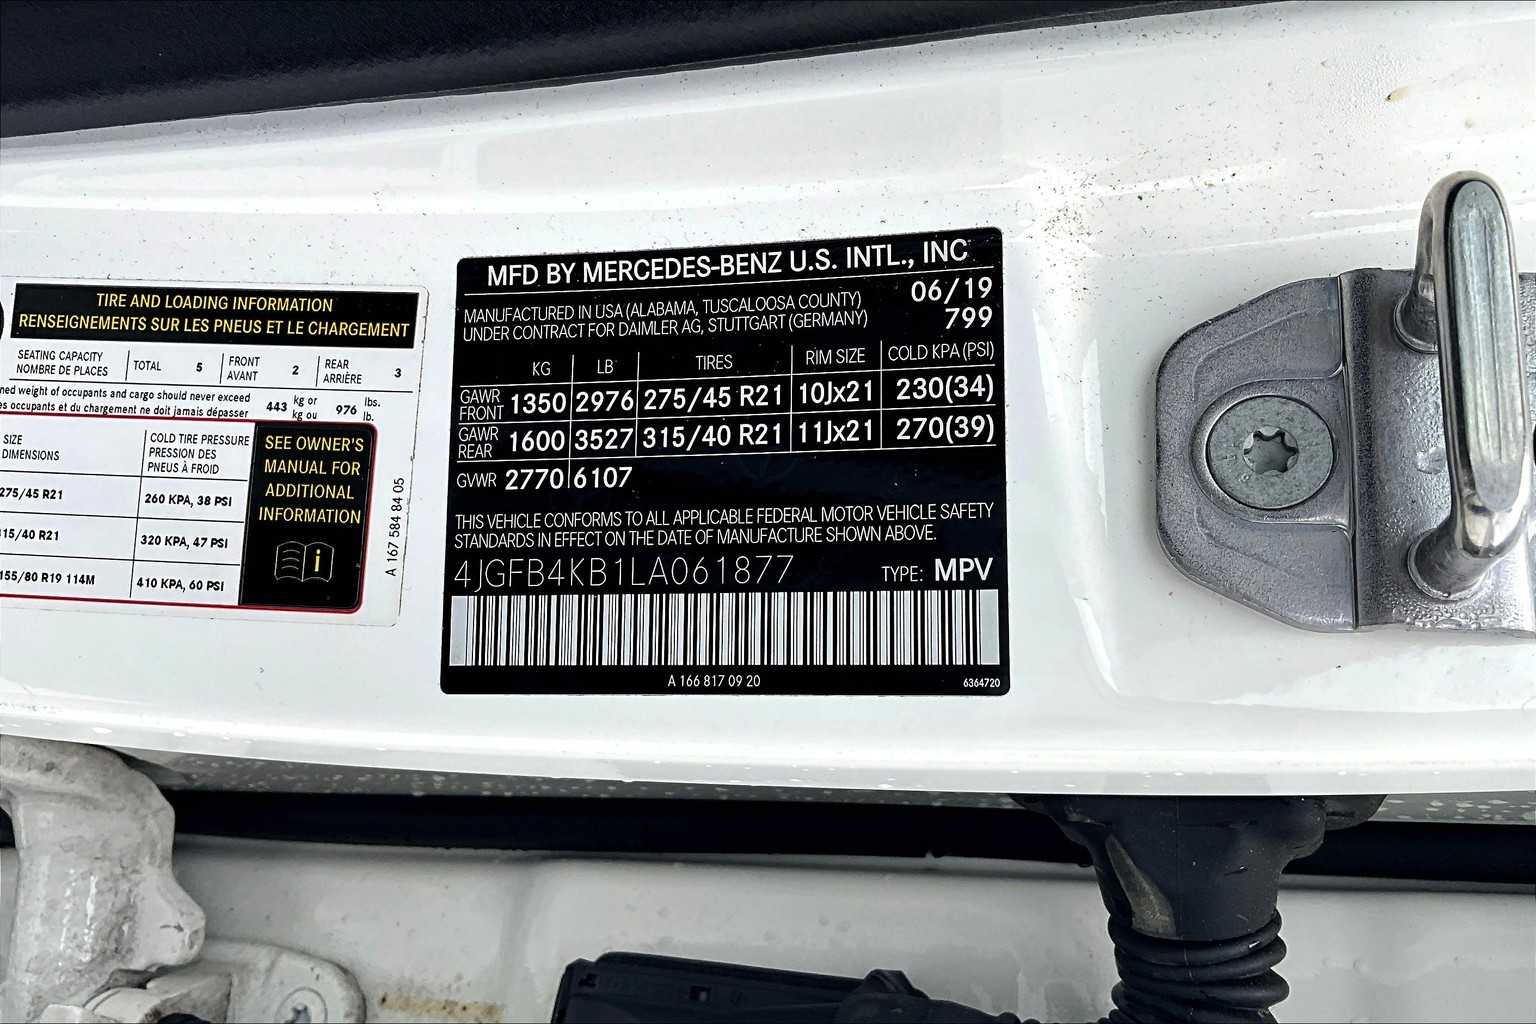 TIRE AND LOADING INFORMATION
RENSEIGNEMENTS SUR LES PNEUS ET LE CHARGEMENT
SEATING CAPACITY
NOMBRE DE PLACES
TOTAL 5
FRONT
AVANT
2
REAR
ARRIÈRE
3
weight of occupants and cargo should never exceed
occupants et du chargement ne doit jamais dépasser
443 kg or
kg ou
976 lbs.
lb.
SIZE
DIMENSIONS
COLD TIRE PRESSURE
PRESSION DES
PNEUS À FROID
275/45 R21
260 KPA, 38 PSI
15/40 R21
320 KPA, 47 PSI
155/80 R19 114M
410 KPA, 60 PSI
SEE OWNER'S
MANUAL FOR
ADDITIONAL
INFORMATION
i
A 167 584 84 05
MFD BY MERCEDES-BENZ U.S. INTL., INC
MANUFACTURED IN USA (ALABAMA, TUSCALOOSA COUNTY)
UNDER CONTRACT FOR DAIMLER AG, STUTTGART (GERMANY)
06/19
799
KG LB TIRES RIM SIZE COLD KPA (PSI)
GAWR
FRONT
1350 2976 275/45 R21 10Jx21 230(34)
GAWR
REAR
1600 3527 315/40 R21 11Jx21 270(39)
GVWR 2770 6107
THIS VEHICLE CONFORMS TO ALL APPLICABLE FEDERAL MOTOR VEHICLE SAFETY
STANDARDS IN EFFECT ON THE DATE OF MANUFACTURE SHOWN ABOVE.
4JGFB4KB1LA061877 TYPE: MPV
A 166 817 09 20
6364720